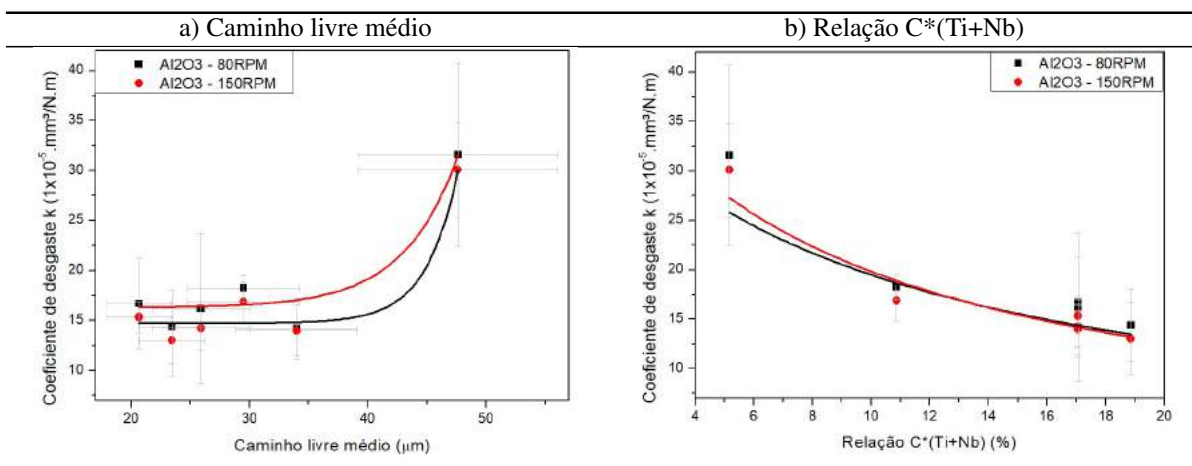 a) Caminho livre médio
b) Relação C*(Ti+Nb)
Al2O3 - 80RPM
Al2O3 - 150RPM
Coeficiente de desgaste k (1x10⁻⁵.mm³/N.m)
40
35
30
25
20
15
10
20
30
40
50
Caminho livre médio (μm)
Al2O3 - 80RPM
Al2O3 - 150RPM
Coeficiente de desgaste k (1x10⁻⁵.mm³/N.m)
40
35
30
25
20
15
10
4
6
8
10
12
14
16
18
20
Relação C*(Ti+Nb) (%)